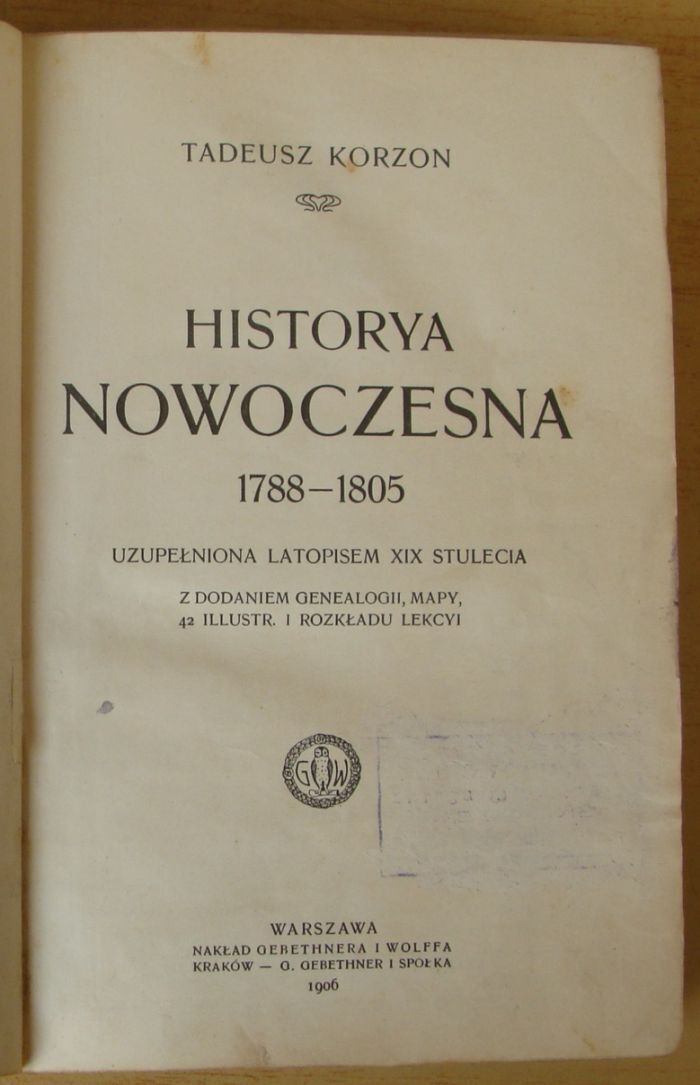 TADEUSZ KORZON
HISTORYA
NOWOCZESNA
1788—1805
UZUPEŁNIONA LATOPISEM XIX STULECIA
Z DODANIEM GENEALOGII, MAPY,
42 ILLUSTR. I ROZKŁADU LEKCYI
G W
WARSZAWA
NAKŁAD GEBETHNERA I WOLFFA
KRAKÓW — G. GEBETHNER I SPÓŁKA
1906